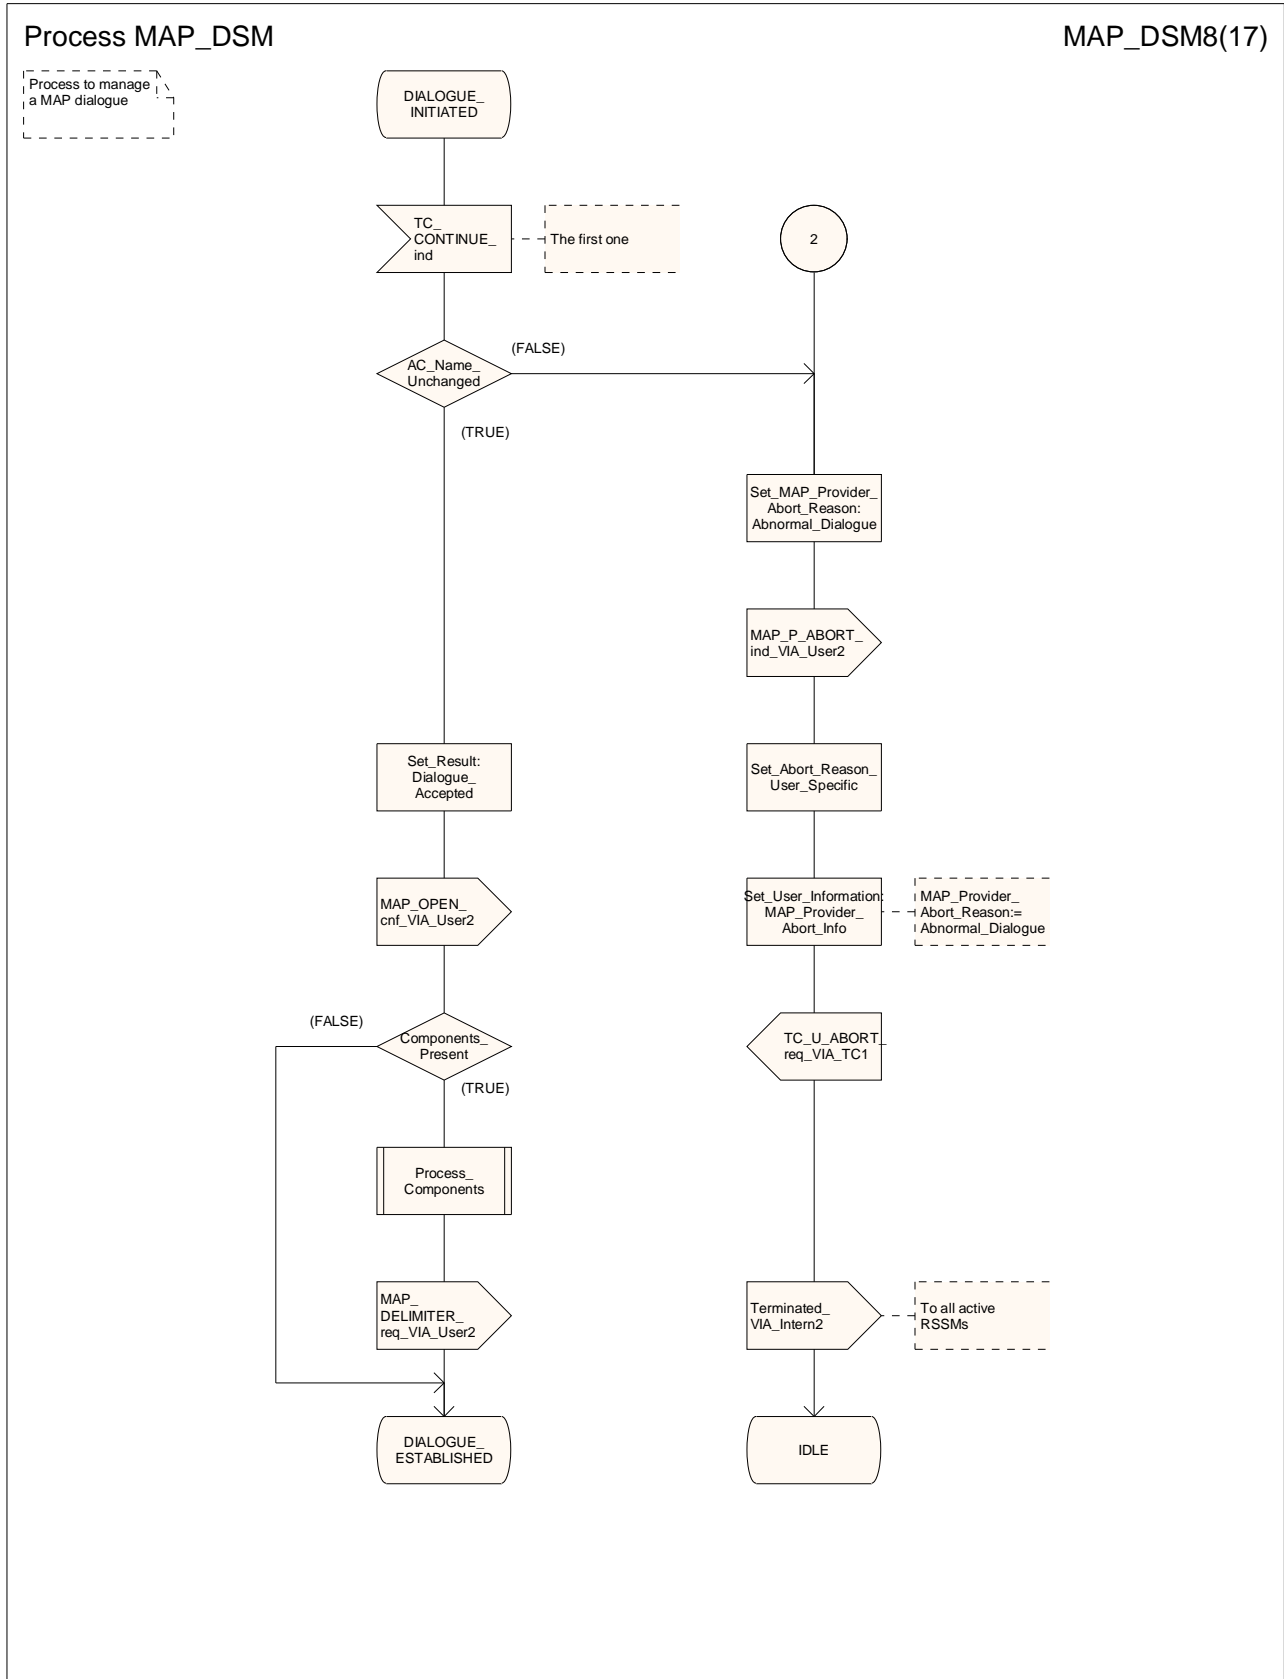 Process MAP_DSM
MAP_DSM8(17)
Process to manage
a MAP dialogue
DIALOGUE_
INITIATED
TC_
CONTINUE_
ind
The first one
2
AC_Name_
Unchanged
(FALSE)
(TRUE)
Set_MAP_Provider_
Abort_Reason:
Abnormal_Dialogue
MAP_P_ABORT_
ind_VIA_User2
Set_Result:
Dialogue_
Accepted
Set_Abort_Reason_
User_Specific
MAP_OPEN_
cnf_VIA_User2
Set_User_Information:
MAP_Provider_
Abort_Info
MAP_Provider_
Abort_Reason:=
Abnormal_Dialogue
(FALSE)
Components_
Present
(TRUE)
TC_U_ABORT_
req_VIA_TC1
Process_
Components
MAP_
DELIMITER_
req_VIA_User2
Terminated_
VIA_Intern2
To all active
RSSMs
DIALOGUE_
ESTABLISHED
IDLE